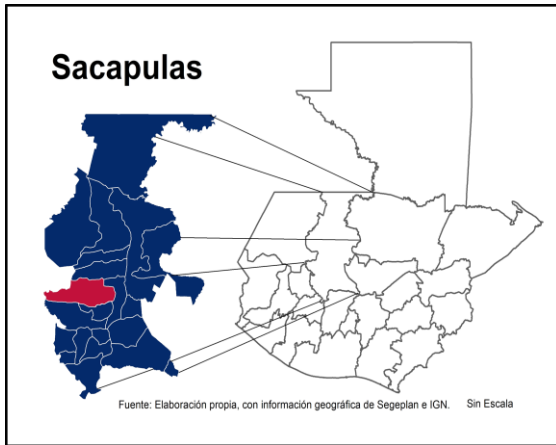 Sacapulas
Fuente: Elaboración propia, con información geográfica de Segeplan e IGN. Sin Escala